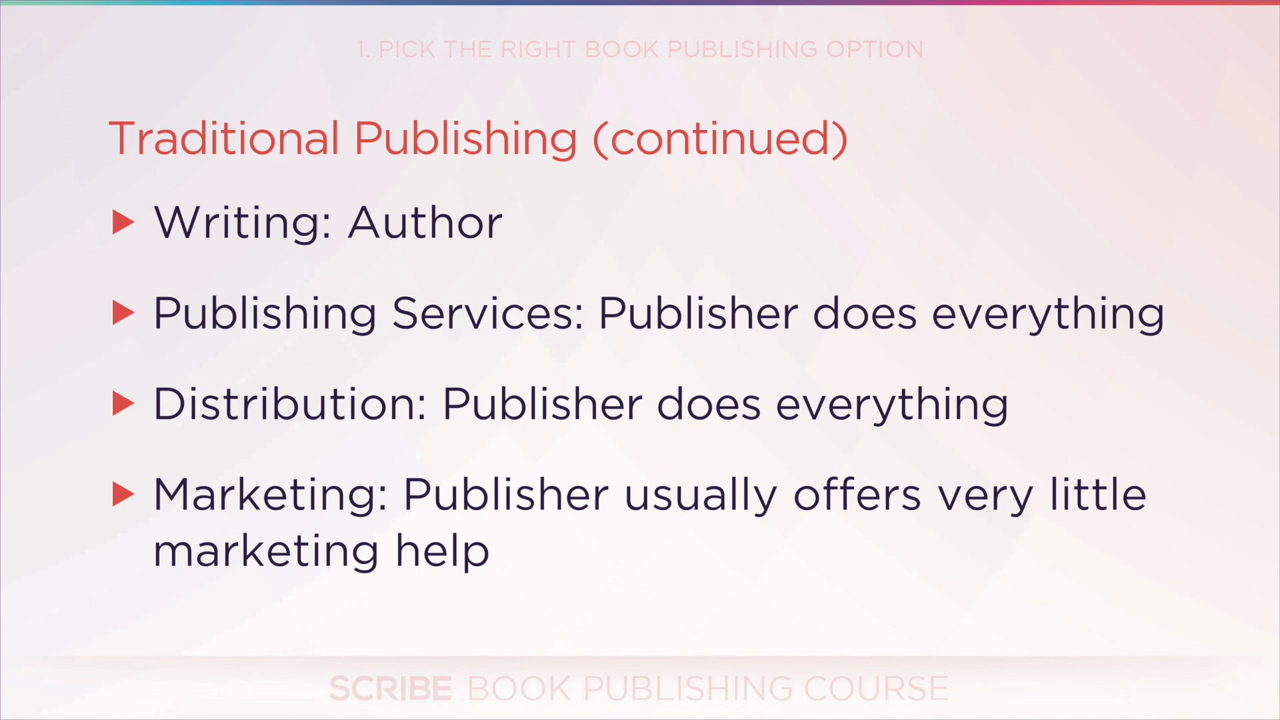 1. PICK THE RIGHT BOOK PUBLISHING OPTION
Traditional Publishing (continued)
Writing: Author
Publishing Services: Publisher does everything
Distribution: Publisher does everything
Marketing: Publisher usually offers very little
marketing help
SCRIBE BOOK PUBLISHING COURSE